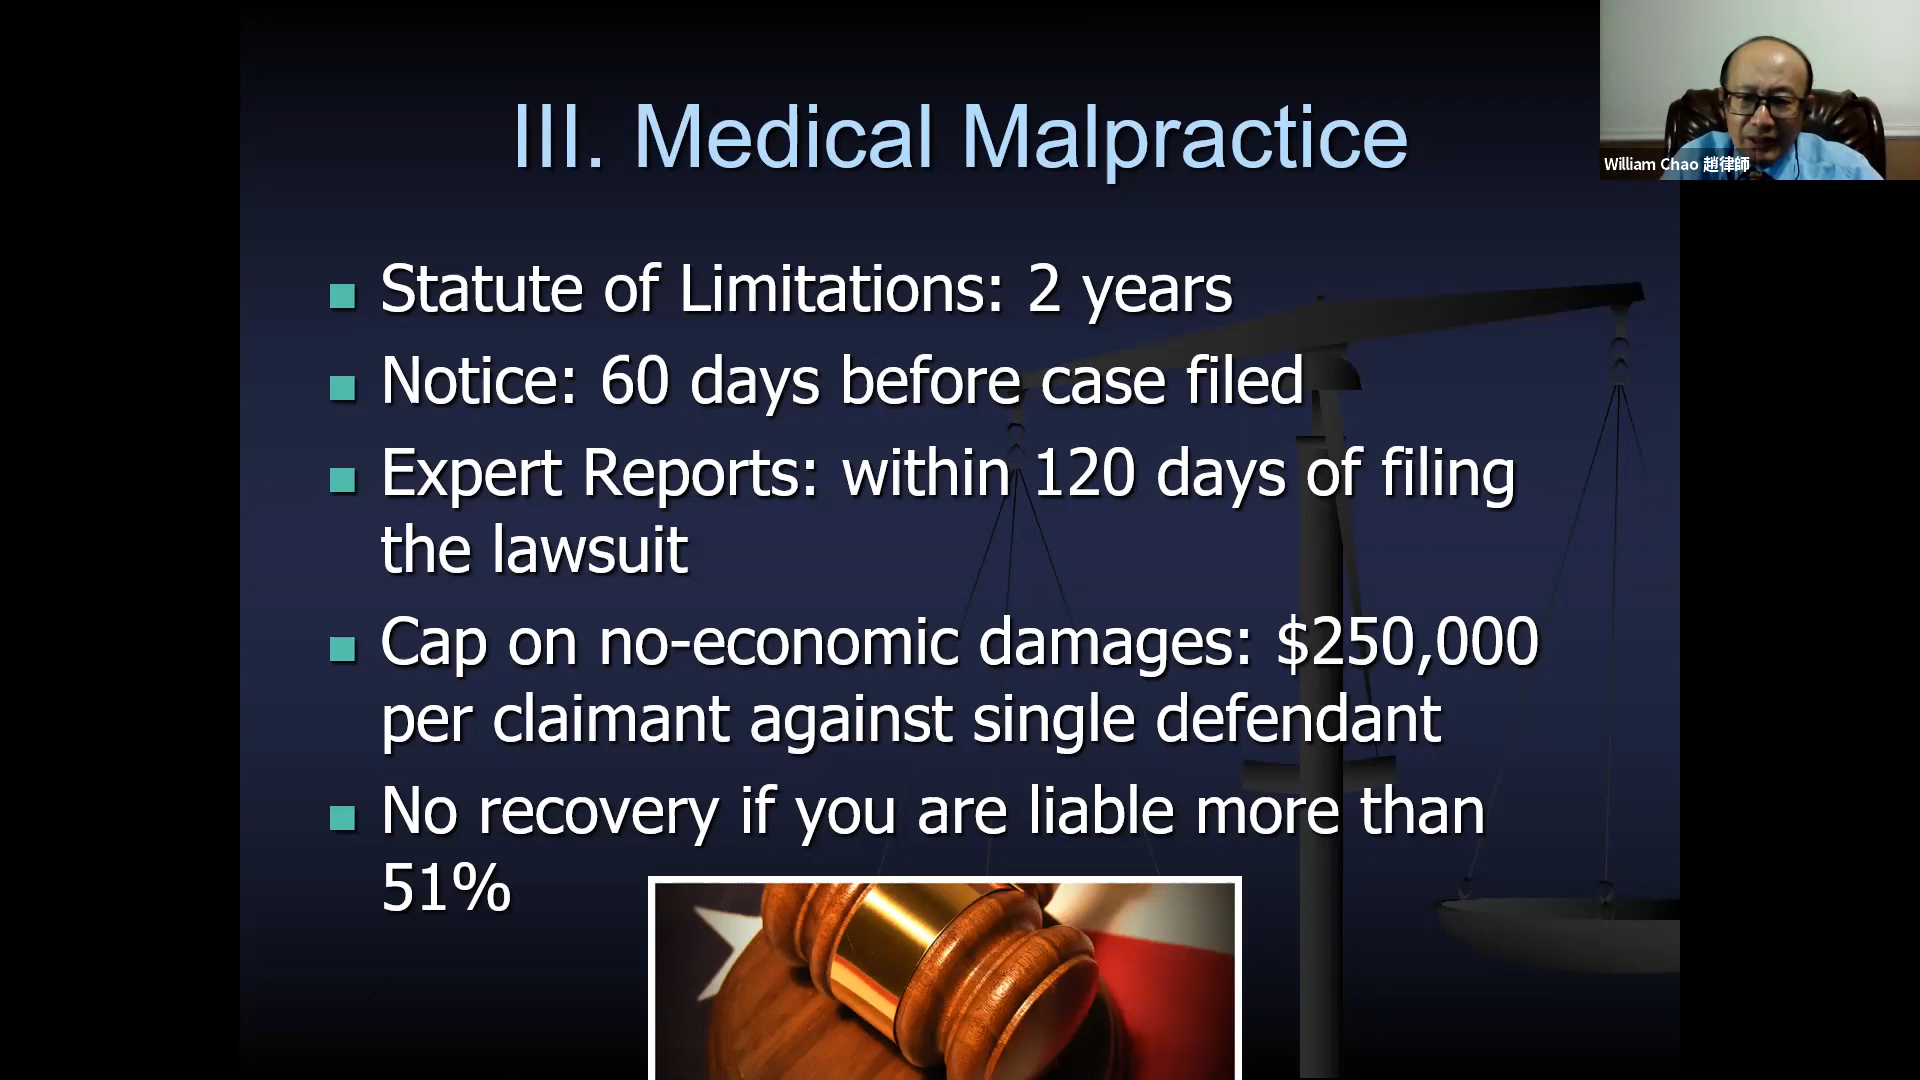 III. Medical Malpractice
William Chao 趙律師
Statute of Limitations: 2 years
Notice: 60 days before case filed
Expert Reports: within 120 days of filing
the lawsuit
Cap on no-economic damages: $250,000
per claimant against single defendant
No recovery if you are liable more than
51%